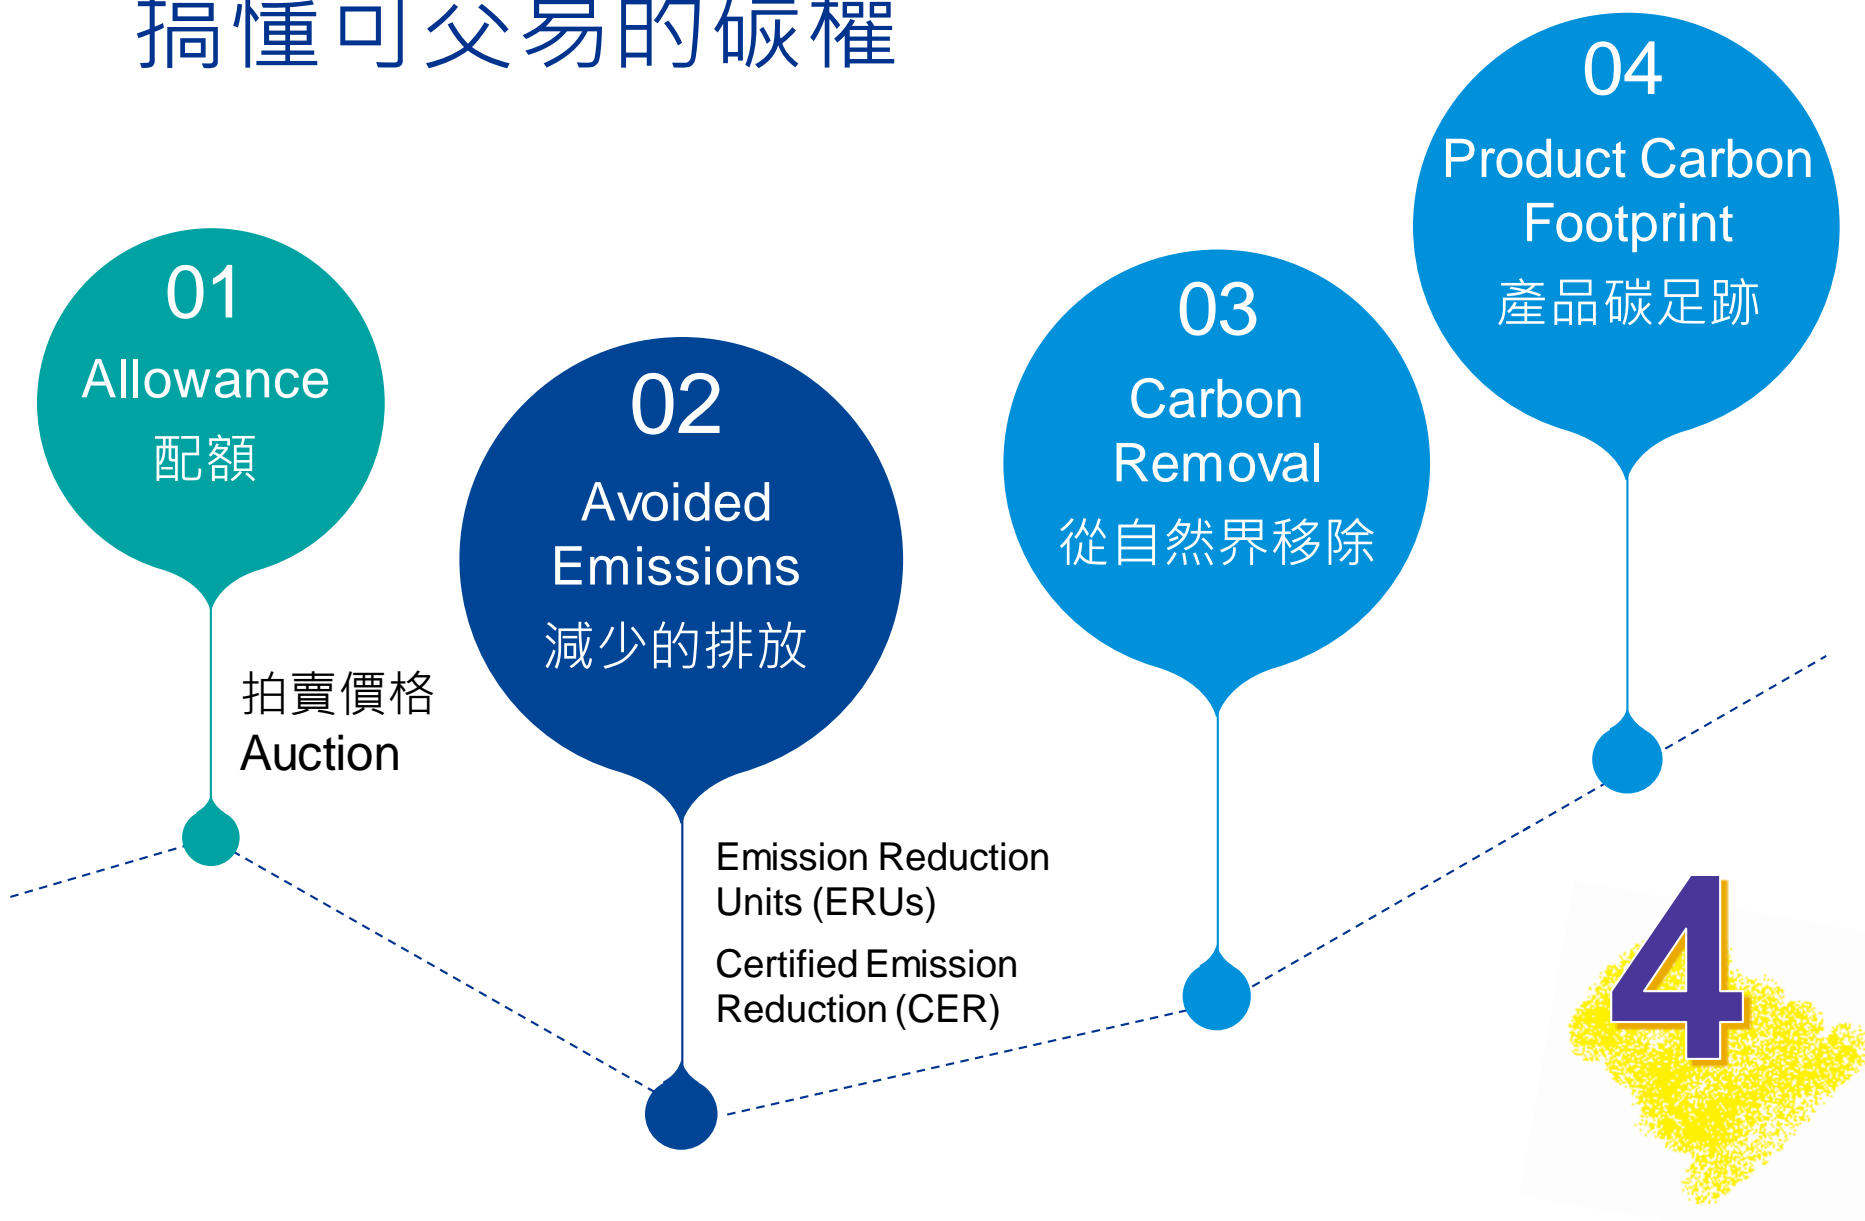 搞懂可交易的碳權
01
Allowance
配額
拍賣價格
Auction
02
Avoided
Emissions
減少的排放
Emission Reduction
Units (ERUs)
Certified Emission
Reduction (CER)
03
Carbon
Removal
從自然界移除
04
Product Carbon
Footprint
產品碳足跡
4